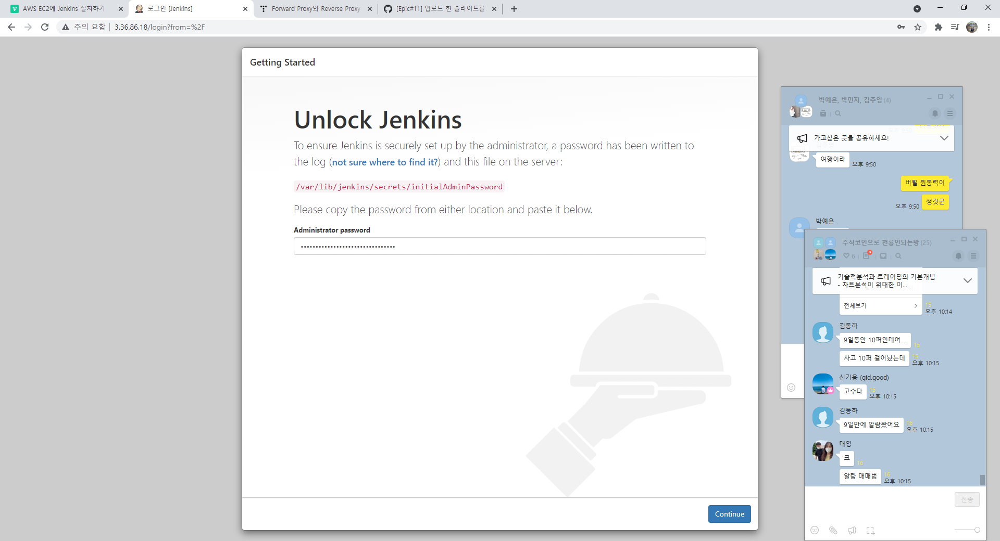 AWS EC2에 Jenkins 설치하기
로그인 [Jenkins]
Forward Proxy와 Reverse Proxy
[Epic#11] 업로드 한 슬라이드를
주의 요함
3.36.86.18/login?from=%2F
Getting Started
Unlock Jenkins
To ensure Jenkins is securely set up by the administrator, a password has been written to
the log (not sure where to find it?) and this file on the server:
/var/lib/jenkins/secrets/initialAdminPassword
Please copy the password from either location and paste it below.
Administrator password
Continue
박예은, 박민지, 김주영 (4)
가고싶은 곳을 공유하세요!
여행이라
오후 9:50
버틸 원동력이
생겻군
오후 9:50
박예은
주식코인으로 천룡인되는방 (25)
6
N
기술적분석과 트레이딩의 기본개념
- 차트분석이 위대한 이...
전체보기
15
오후 10:14
김동하
9일동안 10퍼인데여....
15
사고 10퍼 걸어놨는데
15
오후 10:15
신기용 (gid.good)
고수다
15
오후 10:15
김동하
9일만에 알람왔어요
16
오후 10:15
대영
크
16
알람 매매법
16
오후 10:15
전송